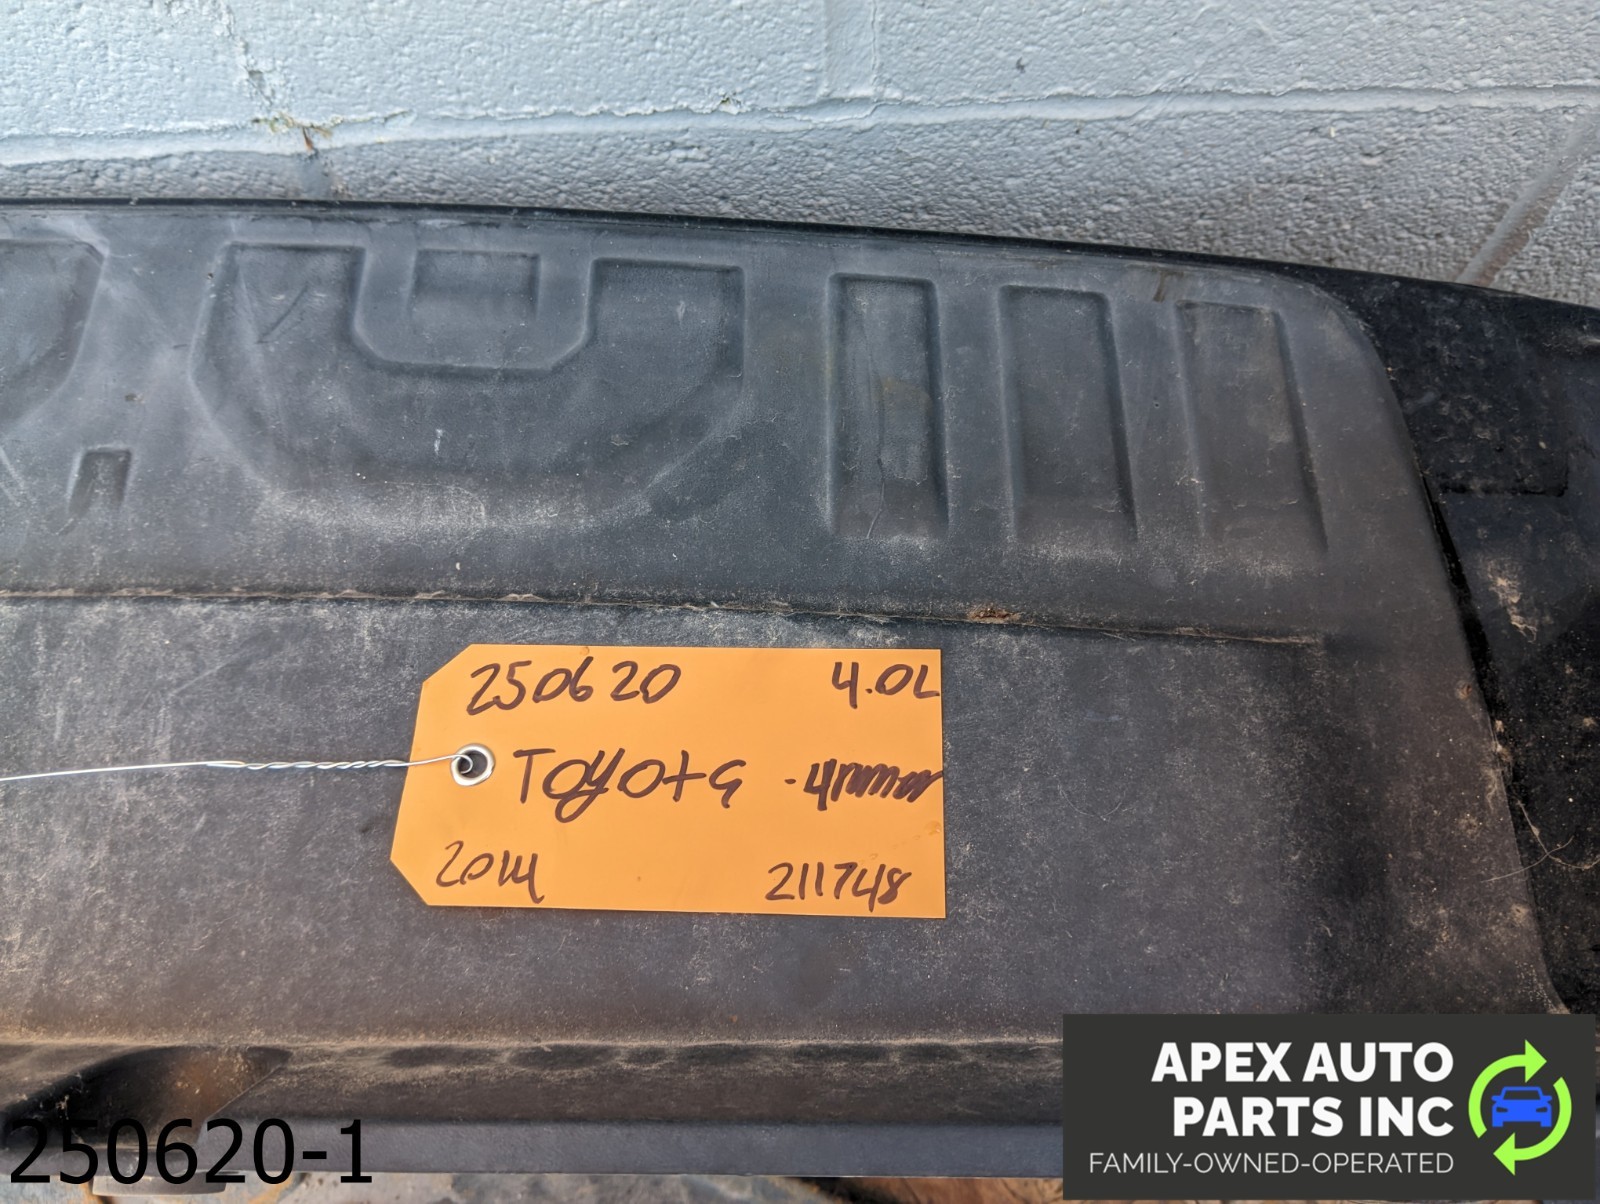 250620 4.0L
Toyota - 4runner
2014 211748
250620-1
APEX AUTO
PARTS INC
FAMILY-OWNED-OPERATED